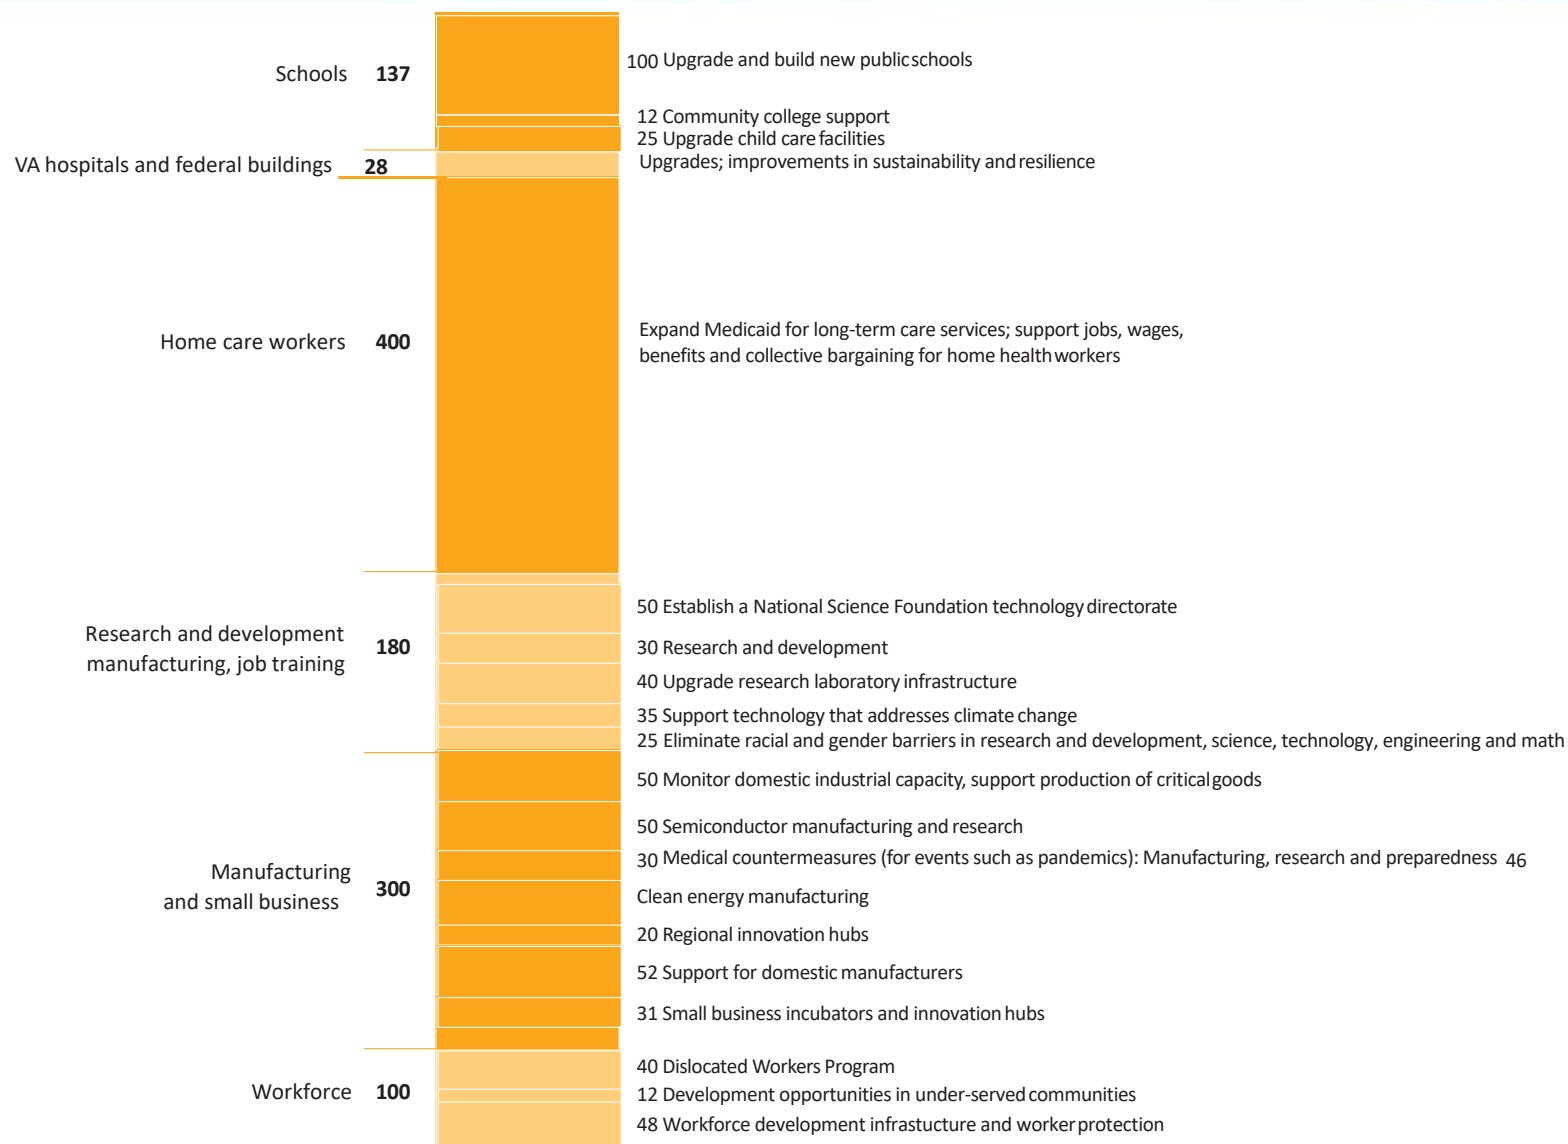 Schools 137
100 Upgrade and build new public schools
12 Community college support
25 Upgrade child care facilities
VA hospitals and federal buildings 28
Upgrades; improvements in sustainability and resilience
Home care workers 400
Expand Medicaid for long-term care services; support jobs, wages,
benefits and collective bargaining for home health workers
Research and development
manufacturing, job training
180
50 Establish a National Science Foundation technology directorate
30 Research and development
40 Upgrade research laboratory infrastructure
35 Support technology that addresses climate change
25 Eliminate racial and gender barriers in research and development, science, technology, engineering and math
Manufacturing
and small business
300
50 Monitor domestic industrial capacity, support production of critical goods
50 Semiconductor manufacturing and research
30 Medical countermeasures (for events such as pandemics): Manufacturing, research and preparedness 46
Clean energy manufacturing
20 Regional innovation hubs
52 Support for domestic manufacturers
31 Small business incubators and innovation hubs
Workforce 100
40 Dislocated Workers Program
12 Development opportunities in under-served communities
48 Workforce development infrastucture and worker protection